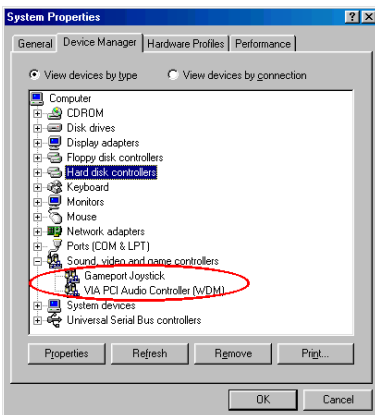 System Properties
General Device Manager Hardware Profiles Performance
View devices by type View devices by connection
Computer
CDROM
Disk drives
Display adapters
Floppy disk controllers
Hard disk controllers
Keyboard
Monitors
Mouse
Network adapters
Ports (COM & LPT)
Sound, video and game controllers
Gameport Joystick
VIA PCI Audio Controller (WDM)
System devices
Universal Serial Bus controllers
Properties Refresh Remove Print...
OK Cancel